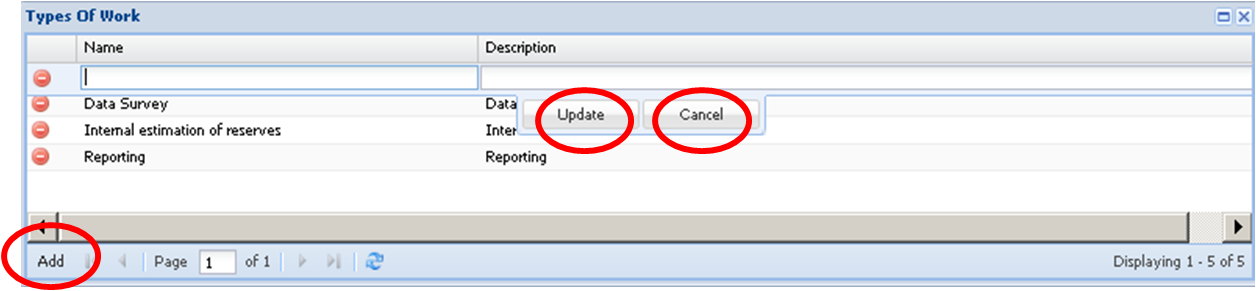 Types Of Work
Name Description
Data Survey Data
Internal estimation of reserves Inter
Reporting Reporting
Update Cancel
Add Page 1 of 1 Displaying 1 - 5 of 5